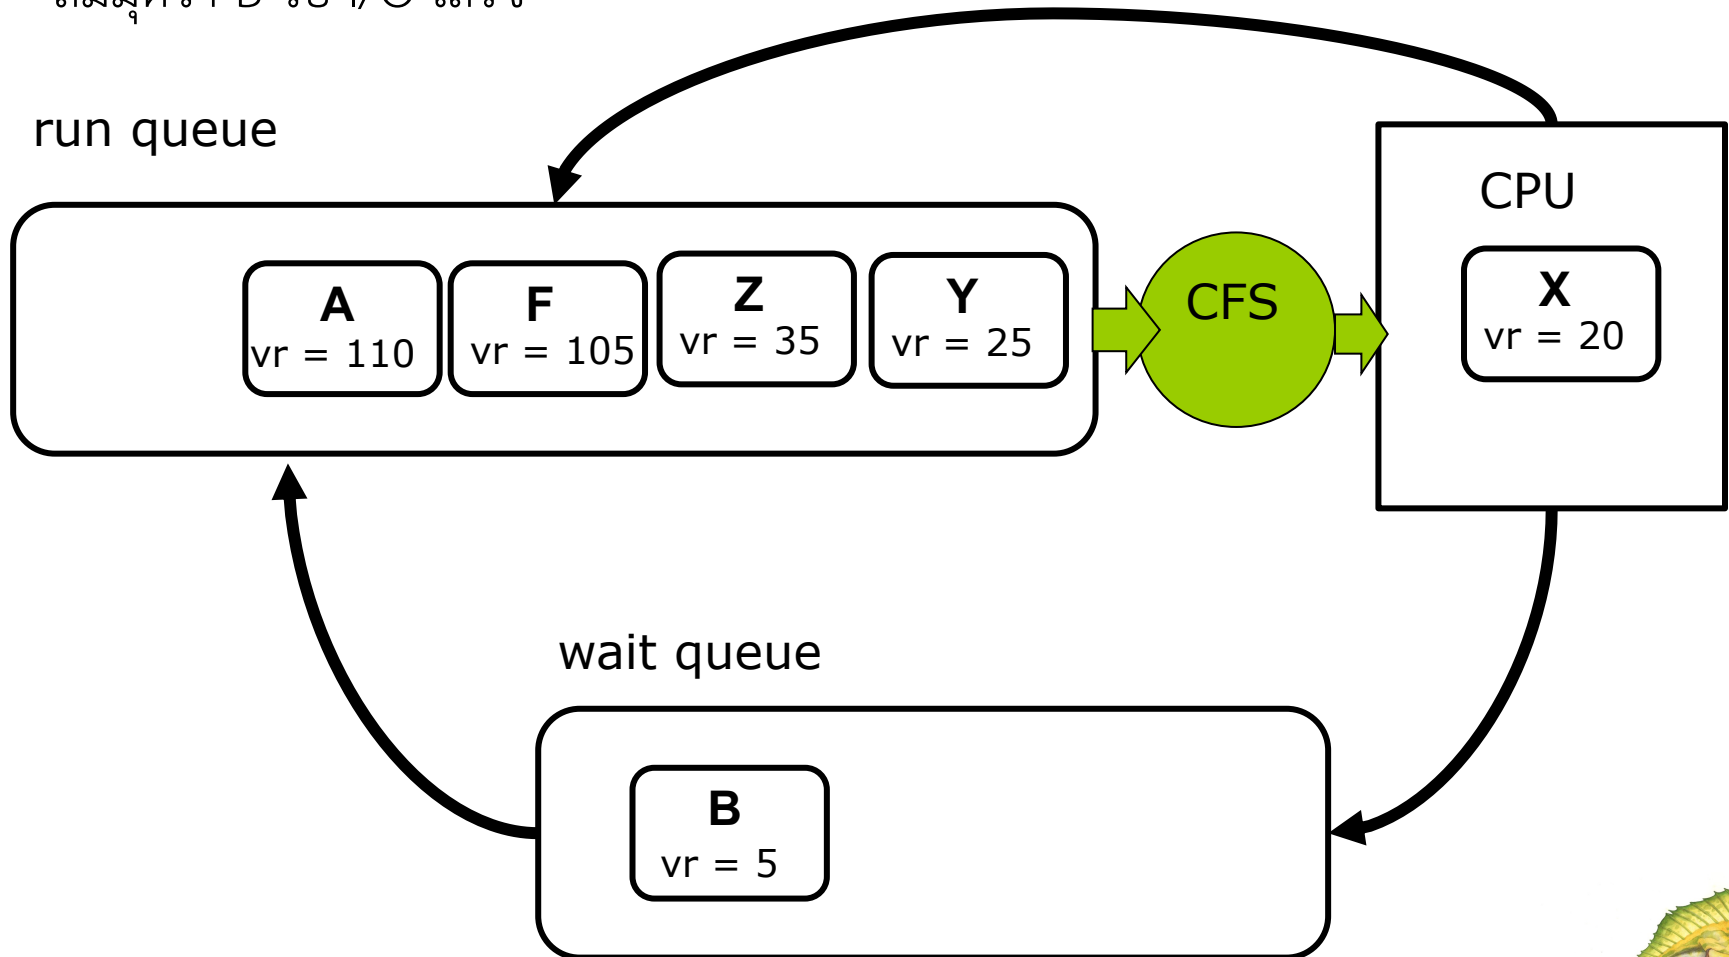 run queue
CPU
A
vr = 110
F
vr = 105
Z
vr = 35
Y
vr = 25
CFS
X
vr = 20
wait queue
B
vr = 5